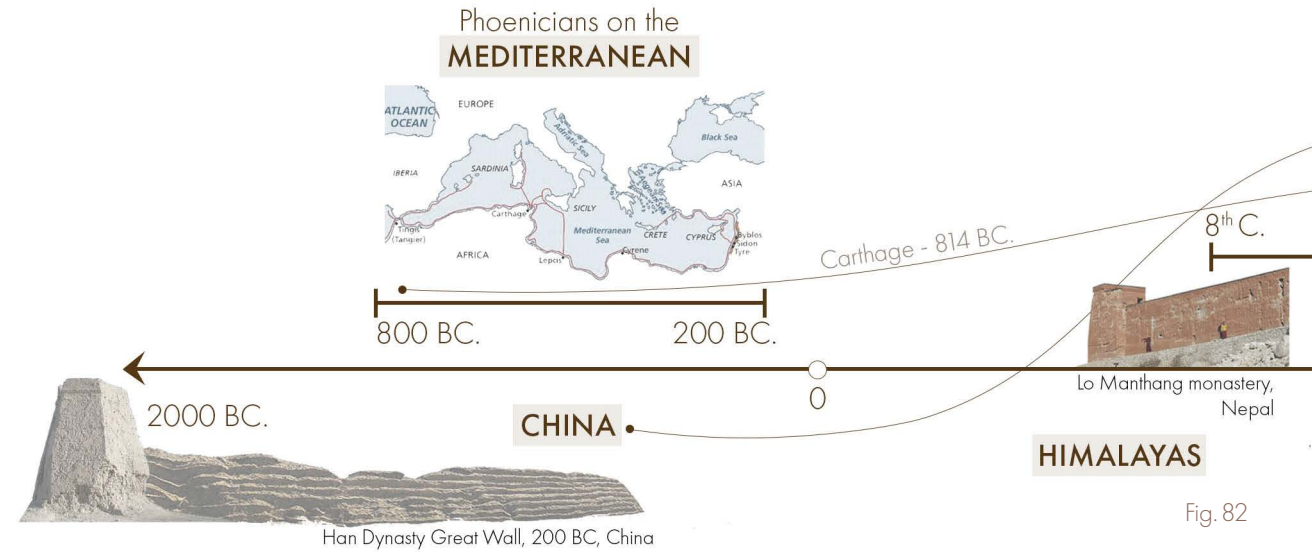 Phoenicians on the
MEDITERRANEAN
ATLANTIC
OCEAN
EUROPE
Adriatic Sea
Black Sea
IBERIA
SARDINIA
ASIA
SICILY
Carthage
Tingis
(Tangier)
Mediterranean
Sea
CRETE
CYPRUS
Byblos
Sidon
Tyre
Cyrene
AFRICA
Lepcis
800 BC.
200 BC.
Carthage - 814 BC.
8th C.
2000 BC.
0
Lo Manthang monastery,
Nepal
CHINA
HIMALAYAS
Han Dynasty Great Wall, 200 BC, China
Fig. 82